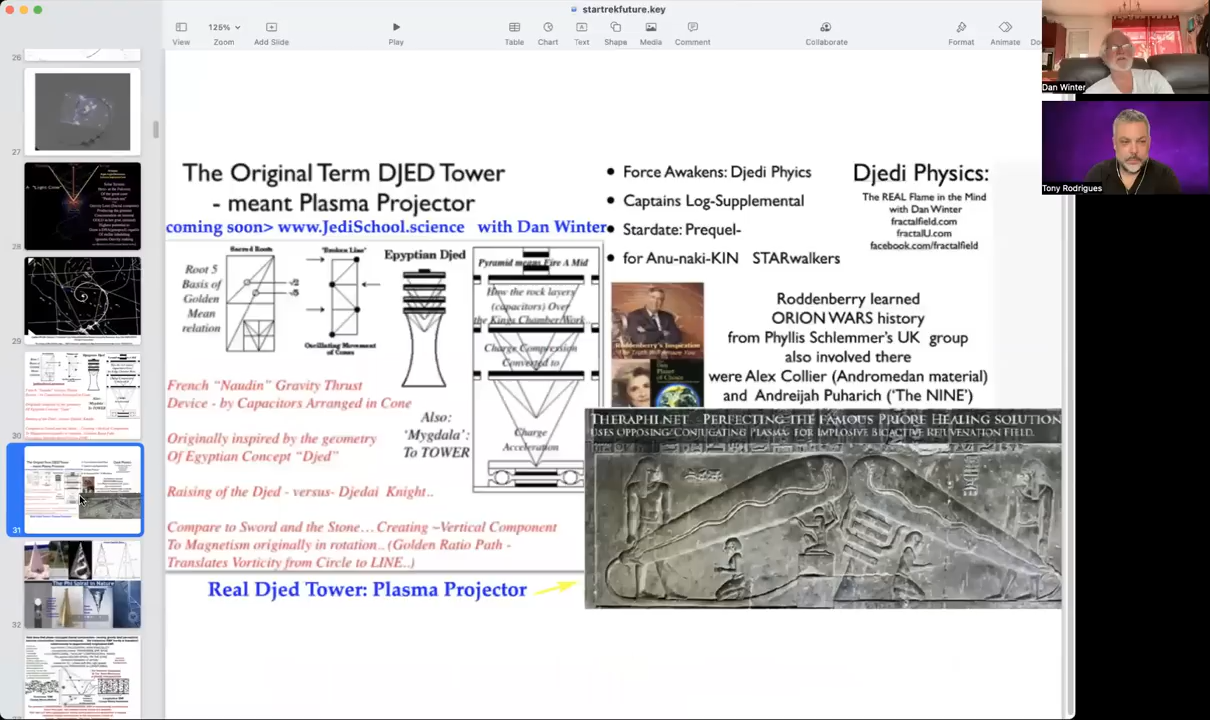 startrekfuture.key
125%
View
Zoom
Add Slide
Play
Table
Chart
Text
Shape
Media
Comment
Collaborate
Format
Animate
Dan Winter
Tony Rodrigues
26
27
28
29
30
31
32
The Original Term DJED Tower
- meant Plasma Projector
coming soon> www.JediSchool.science with Dan Winter
Sacred Roots
Root 5
Basis of
Golden
Mean
relation
√2
√5
Oscillating Movement
of Cones
Epyptian Djed
Pyramid means Fire A Mid
How the rock layers
(capacitors) Over
the Kings Chamber Work..
Charge Compression
Converted to
Charge
Acceleration
French “Naudin” Gravity Thrust
Device - by Capacitors Arranged in Cone
Originally inspired by the geometry
Of Egyptian Concept “Djed”
Also:
‘Mygdala’:
To TOWER
Raising of the Djed - versus- Djedai Knight..
Compare to Sword and the Stone… Creating ~Vertical Component
To Magnetism originally in rotation.. (Golden Ratio Path -
Translates Vorticity from Circle to LINE..)
Real Djed Tower: Plasma Projector
Force Awakens: Djedi Phyics
Captains Log-Supplemental
Stardate: Prequel-
for Anu-naki-KIN STARwalkers
Djedi Physics:
The REAL Flame in the Mind
with Dan Winter
fractalfield.com
fractalU.com
facebook.com/fractalfield
Roddenberry learned
ORION WARS history
from Phyllis Schlemmer’s UK group
also involved there
were Alex Collier (Andromedan material)
and Andreijah Puharich (‘The NINE’)
Theraphi.net Perfecting the Famous Priore Healing solution
uses opposing/conjugating plasma for implosive bioactive rejuvenation field.